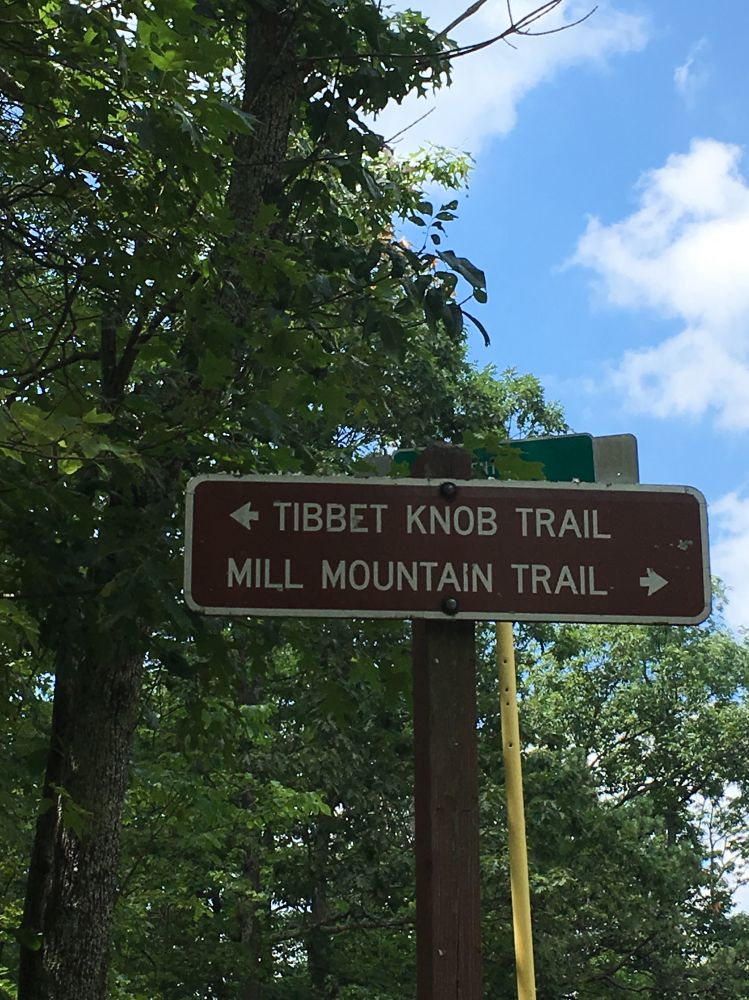 ← TIBBET KNOB TRAIL
MILL MOUNTAIN TRAIL →